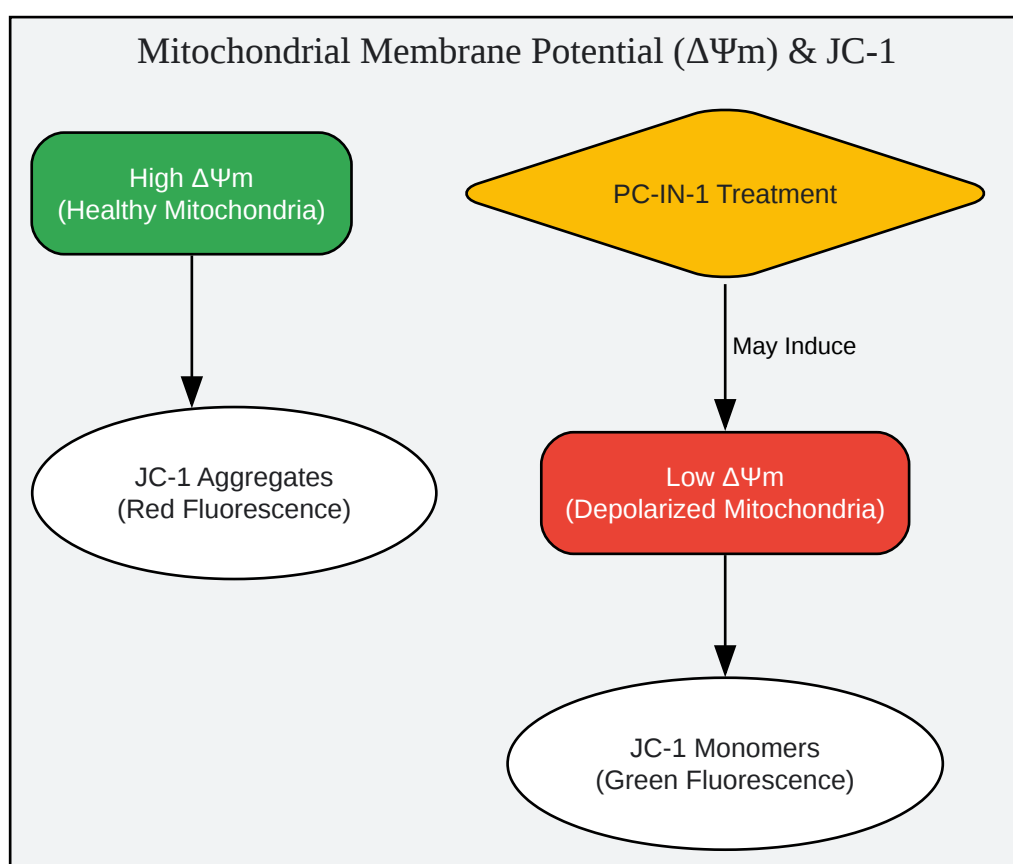 Mitochondrial Membrane Potential (ΔΨm) & JC-1
High ΔΨm
(Healthy Mitochondria)
PC-IN-1 Treatment
May Induce
JC-1 Aggregates
(Red Fluorescence)
Low ΔΨm
(Depolarized Mitochondria)
JC-1 Monomers
(Green Fluorescence)